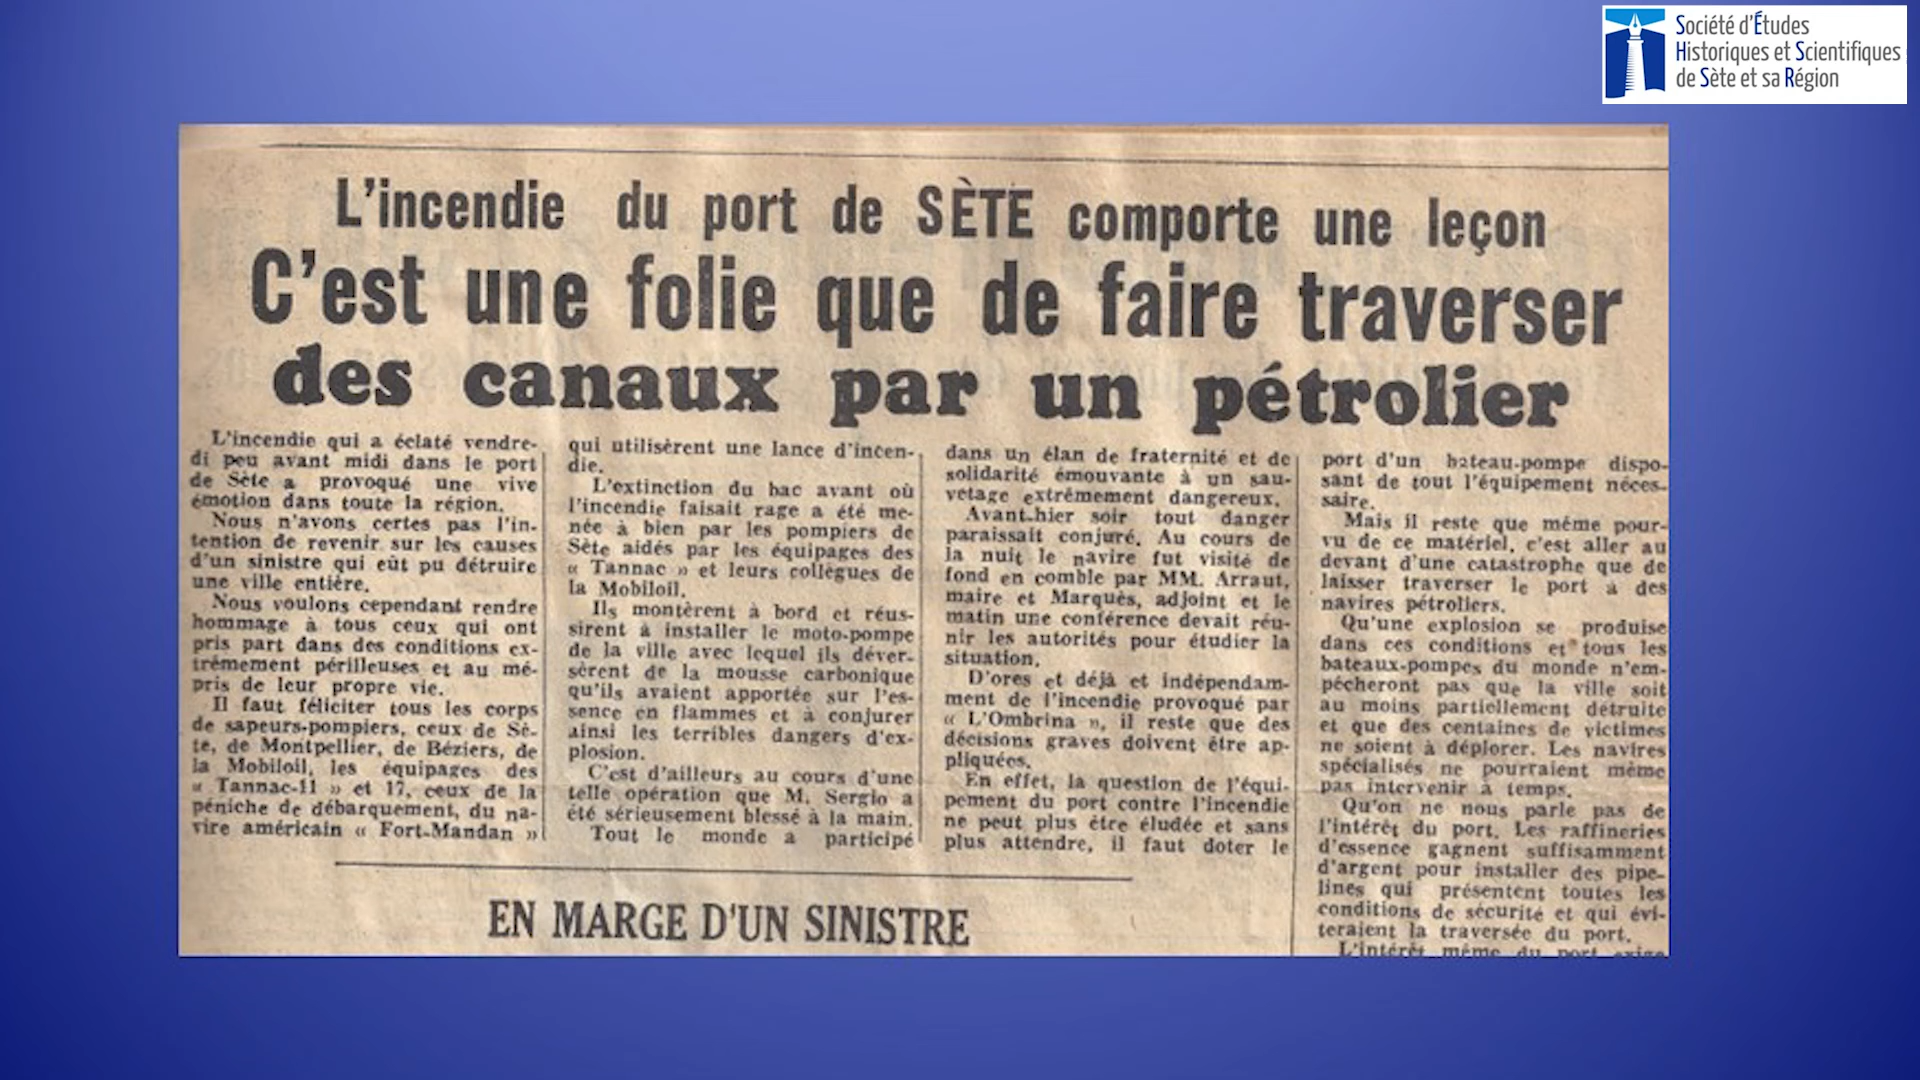 Société d'Études
Historiques et Scientifiques
de Sète et sa Région
L'incendie du port de SÈTE comporte une leçon
C'est une folie que de faire traverser
des canaux par un pétrolier
L'incendie qui a éclaté vendre-
di peu avant midi dans le port
de Sète a provoqué une vive
émotion dans toute la région.
Nous n'avons certes pas l'in-
tention de revenir sur les causes
d'un sinistre qui eût pu détruire
une ville entière.
Nous voulons cependant rendre
hommage à tous ceux qui ont
pris part dans des conditions ex-
trêmement périlleuses et au mé-
pris de leur propre vie.
Il faut féliciter tous les corps
de sapeurs-pompiers, ceux de Sè-
te, de Montpellier, de Béziers, de
la Mobiloil, les équipages des
« Tannac-11 » et 17, ceux de la
péniche de débarquement, du na-
vire américain « Fort-Mandan »
qui utilisèrent une lance d'incen-
die.
L'extinction du bac avant où
l'incendie faisait rage a été me-
née à bien par les pompiers de
Sète aidés par les équipages des
« Tannac » et leurs collègues de
la Mobiloil.
Ils montèrent à bord et réus-
sirent à installer le moto-pompe
de la ville avec lequel ils déver-
sèrent de la mousse carbonique
qu'ils avaient apportée sur l'es-
sence en flammes et à conjurer
ainsi les terribles dangers d'ex-
plosion.
C'est d'ailleurs au cours d'une
telle opération que M. Sergio a
été sérieusement blessé à la main.
Tout le monde a participé
dans un élan de fraternité et de
solidarité émouvante à un sau-
vetage extrêmement dangereux.
Avant-hier soir tout danger
paraissait conjuré. Au cours de
la nuit le navire fut visité de
fond en comble par MM. Arraut,
maire et Marquès, adjoint et le
matin une conférence devait réu-
nir les autorités pour étudier la
situation.
D'ores et déjà et indépendam-
ment de l'incendie provoqué par
« L'Ombrina », il reste que des
décisions graves doivent être ap-
pliquées.
En effet, la question de l'équi-
pement du port contre l'incendie
ne peut plus être éludée et sans
plus attendre, il faut doter le
port d'un bateau-pompe dispo-
sant de tout l'équipement néces-
saire.
Mais il reste que même pour-
vu de ce matériel, c'est aller au
devant d'une catastrophe que de
laisser traverser le port à des
navires pétroliers.
Qu'une explosion se produise
dans ces conditions et tous les
bateaux-pompes du monde n'em-
pêcheront pas que la ville soit
au moins partiellement détruite
et que des centaines de victimes
ne soient à déplorer. Les navires
spécialisés ne pourraient même
pas intervenir à temps.
Qu'on ne nous parle pas de
l'intérêt du port. Les raffineries
d'essence gagnent suffisamment
d'argent pour installer des pipe-
lines qui présentent toutes les
conditions de sécurité et qui évi-
teraient la traversée du port.
L'intérêt même du port exige
EN MARGE D'UN SINISTRE